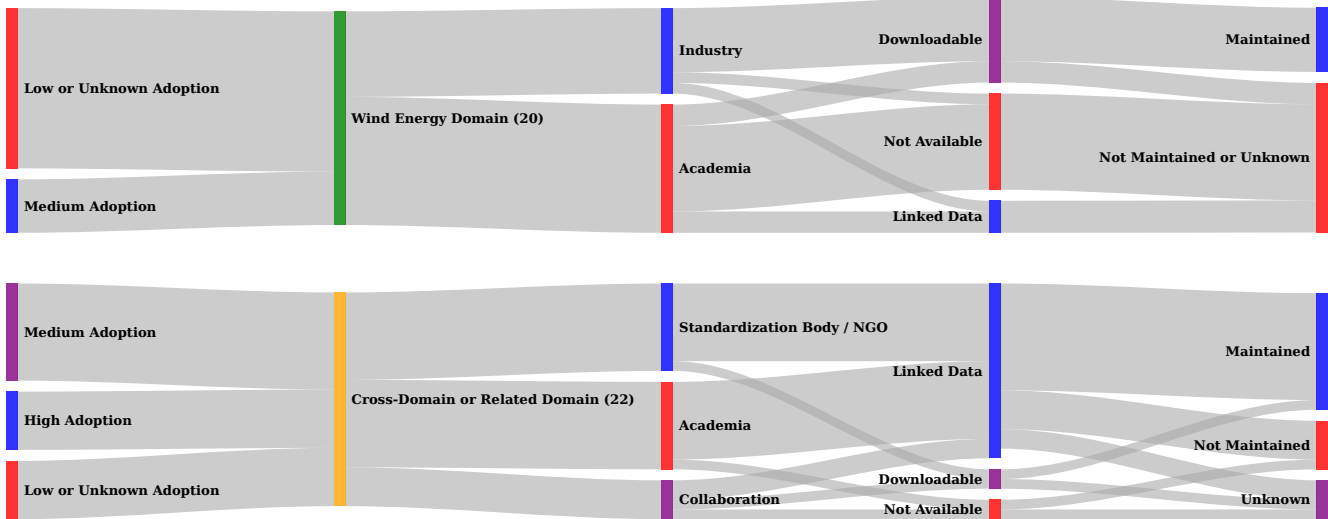 Low or Unknown Adoption
Medium Adoption
Wind Energy Domain (20)
Industry
Academia
Downloadable
Not Available
Linked Data
Maintained
Not Maintained or Unknown
Medium Adoption
High Adoption
Low or Unknown Adoption
Cross-Domain or Related Domain (22)
Standardization Body / NGO
Academia
Collaboration
Linked Data
Downloadable
Not Available
Maintained
Not Maintained
Unknown